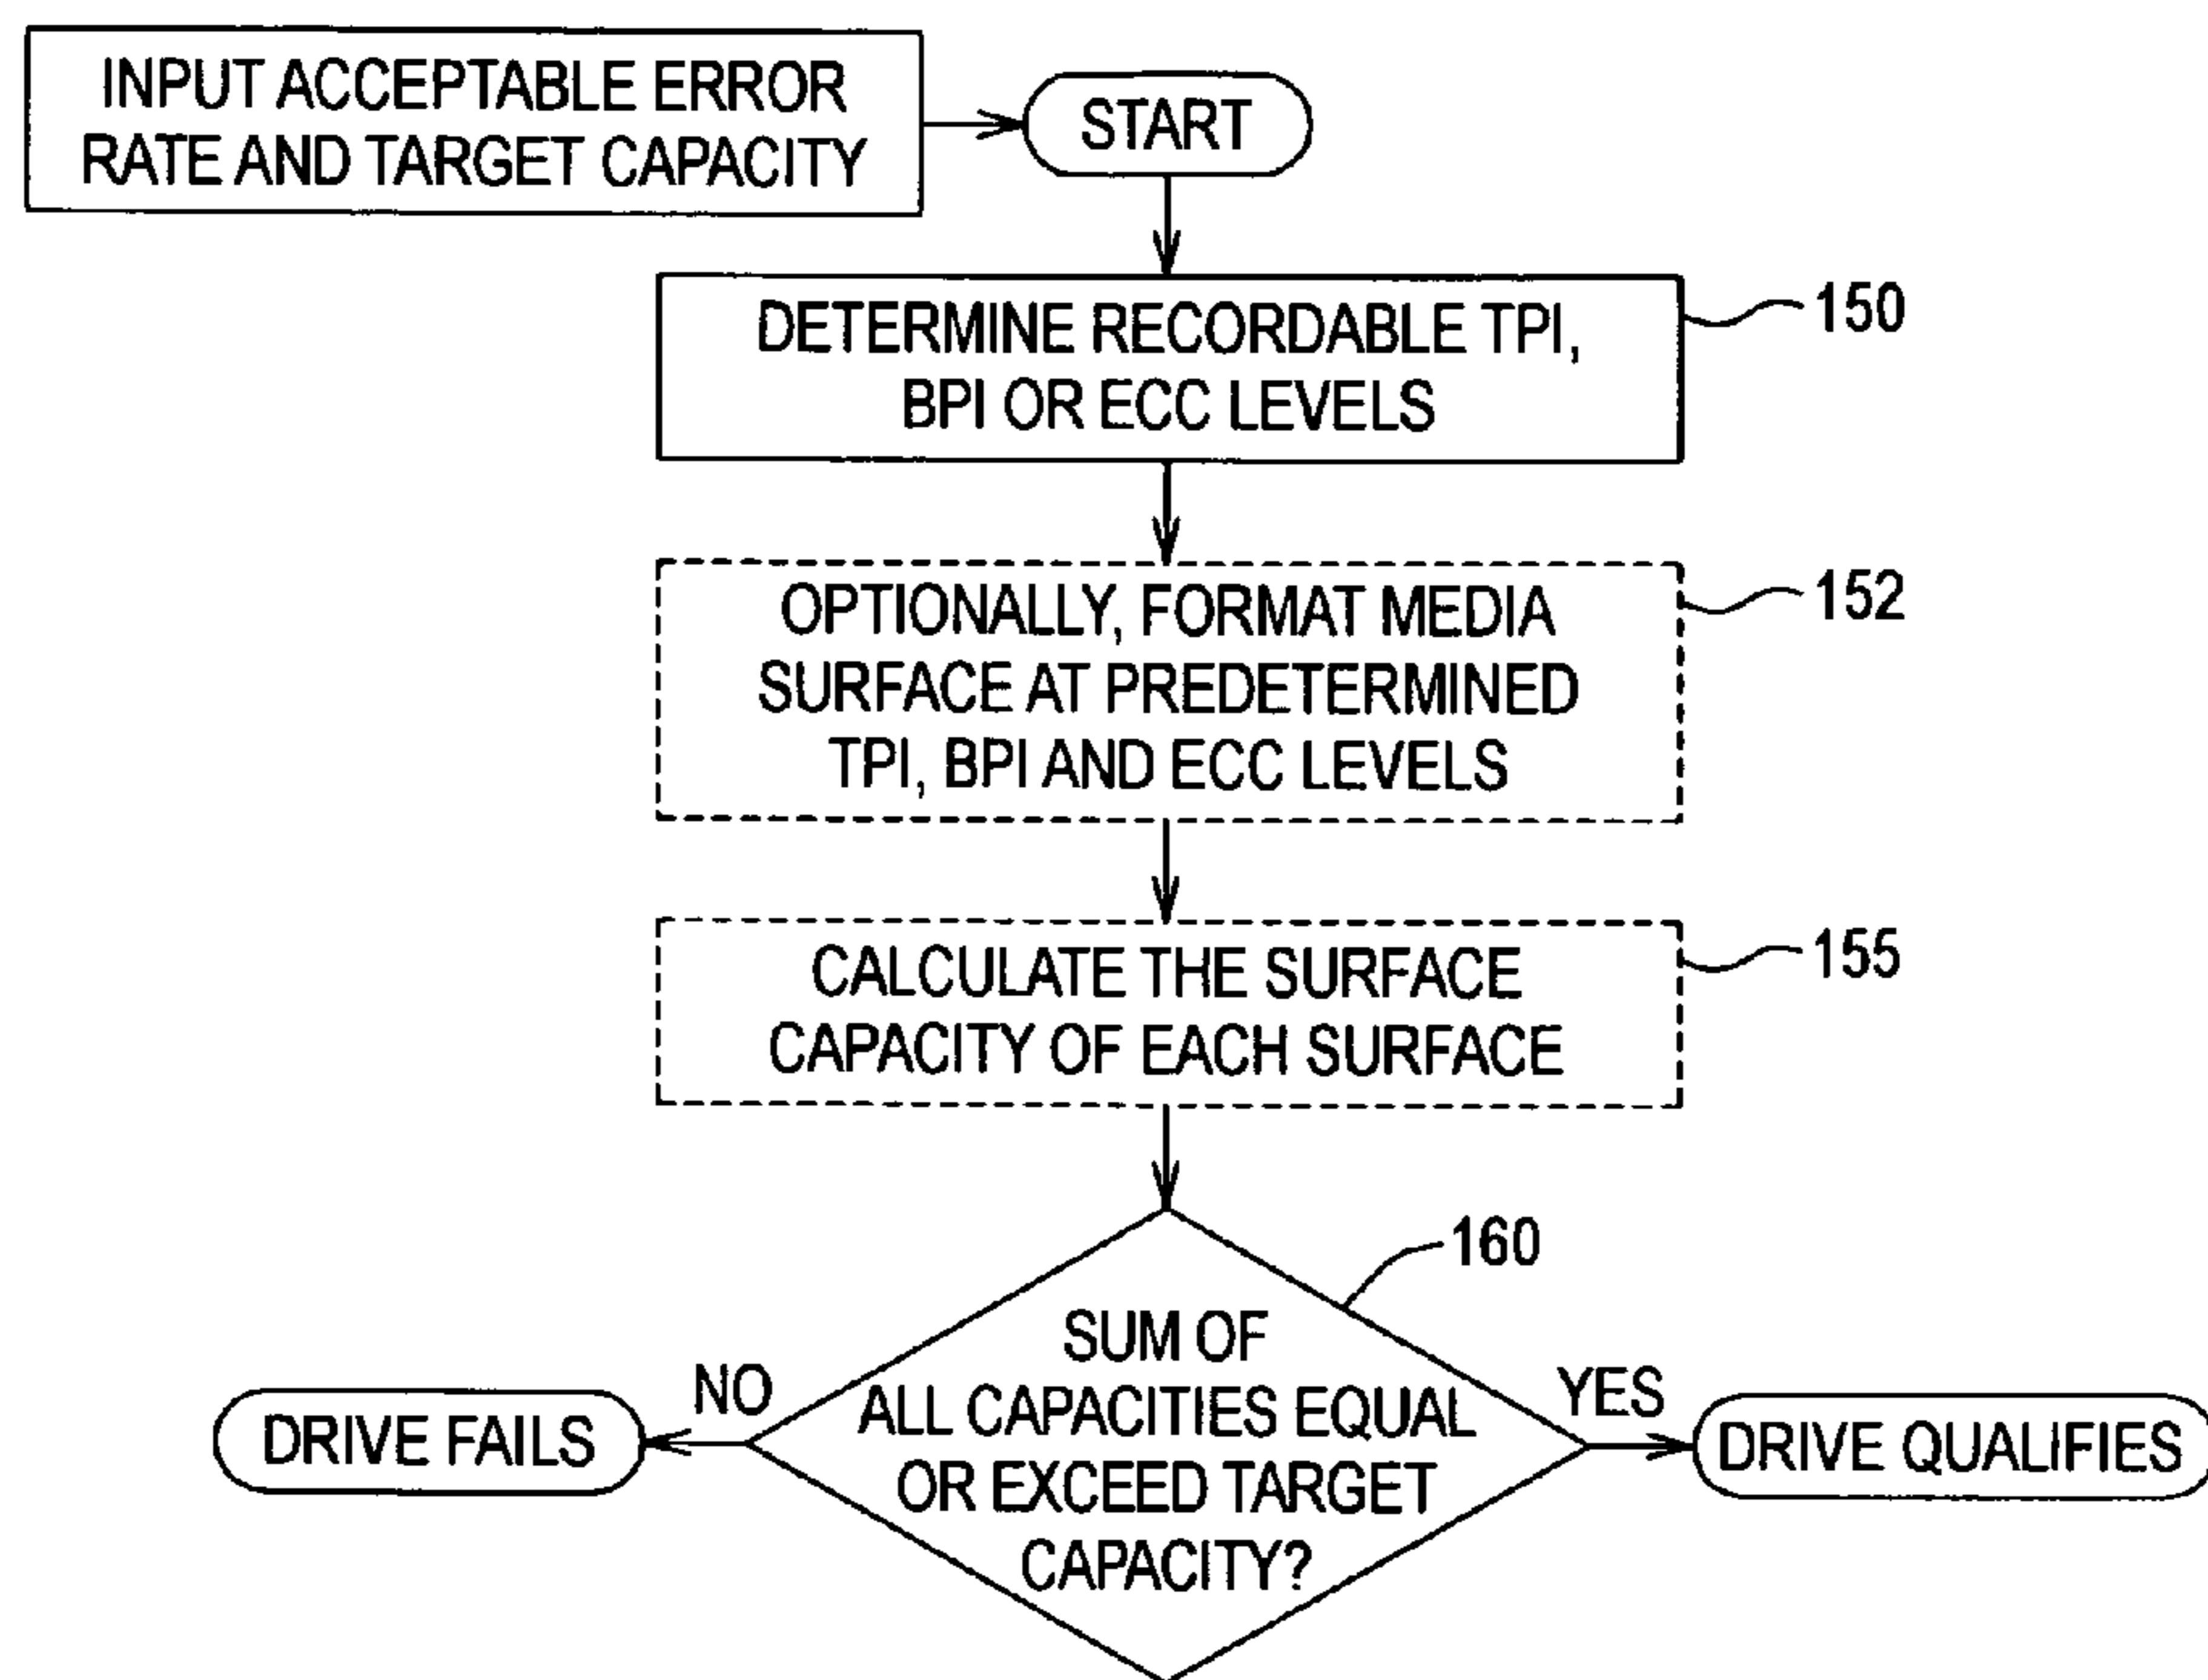 INPUT ACCEPTABLE ERROR
RATE AND TARGET CAPACITY
START
DETERMINE RECORDABLE TPI,
BPI OR ECC LEVELS
150
OPTIONALLY, FORMAT MEDIA
SURFACE AT PREDETERMINED
TPI, BPI AND ECC LEVELS
152
CALCULATE THE SURFACE
CAPACITY OF EACH SURFACE
155
160
SUM OF
ALL CAPACITIES EQUAL
OR EXCEED TARGET
CAPACITY?
NO
DRIVE FAILS
YES
DRIVE QUALIFIES